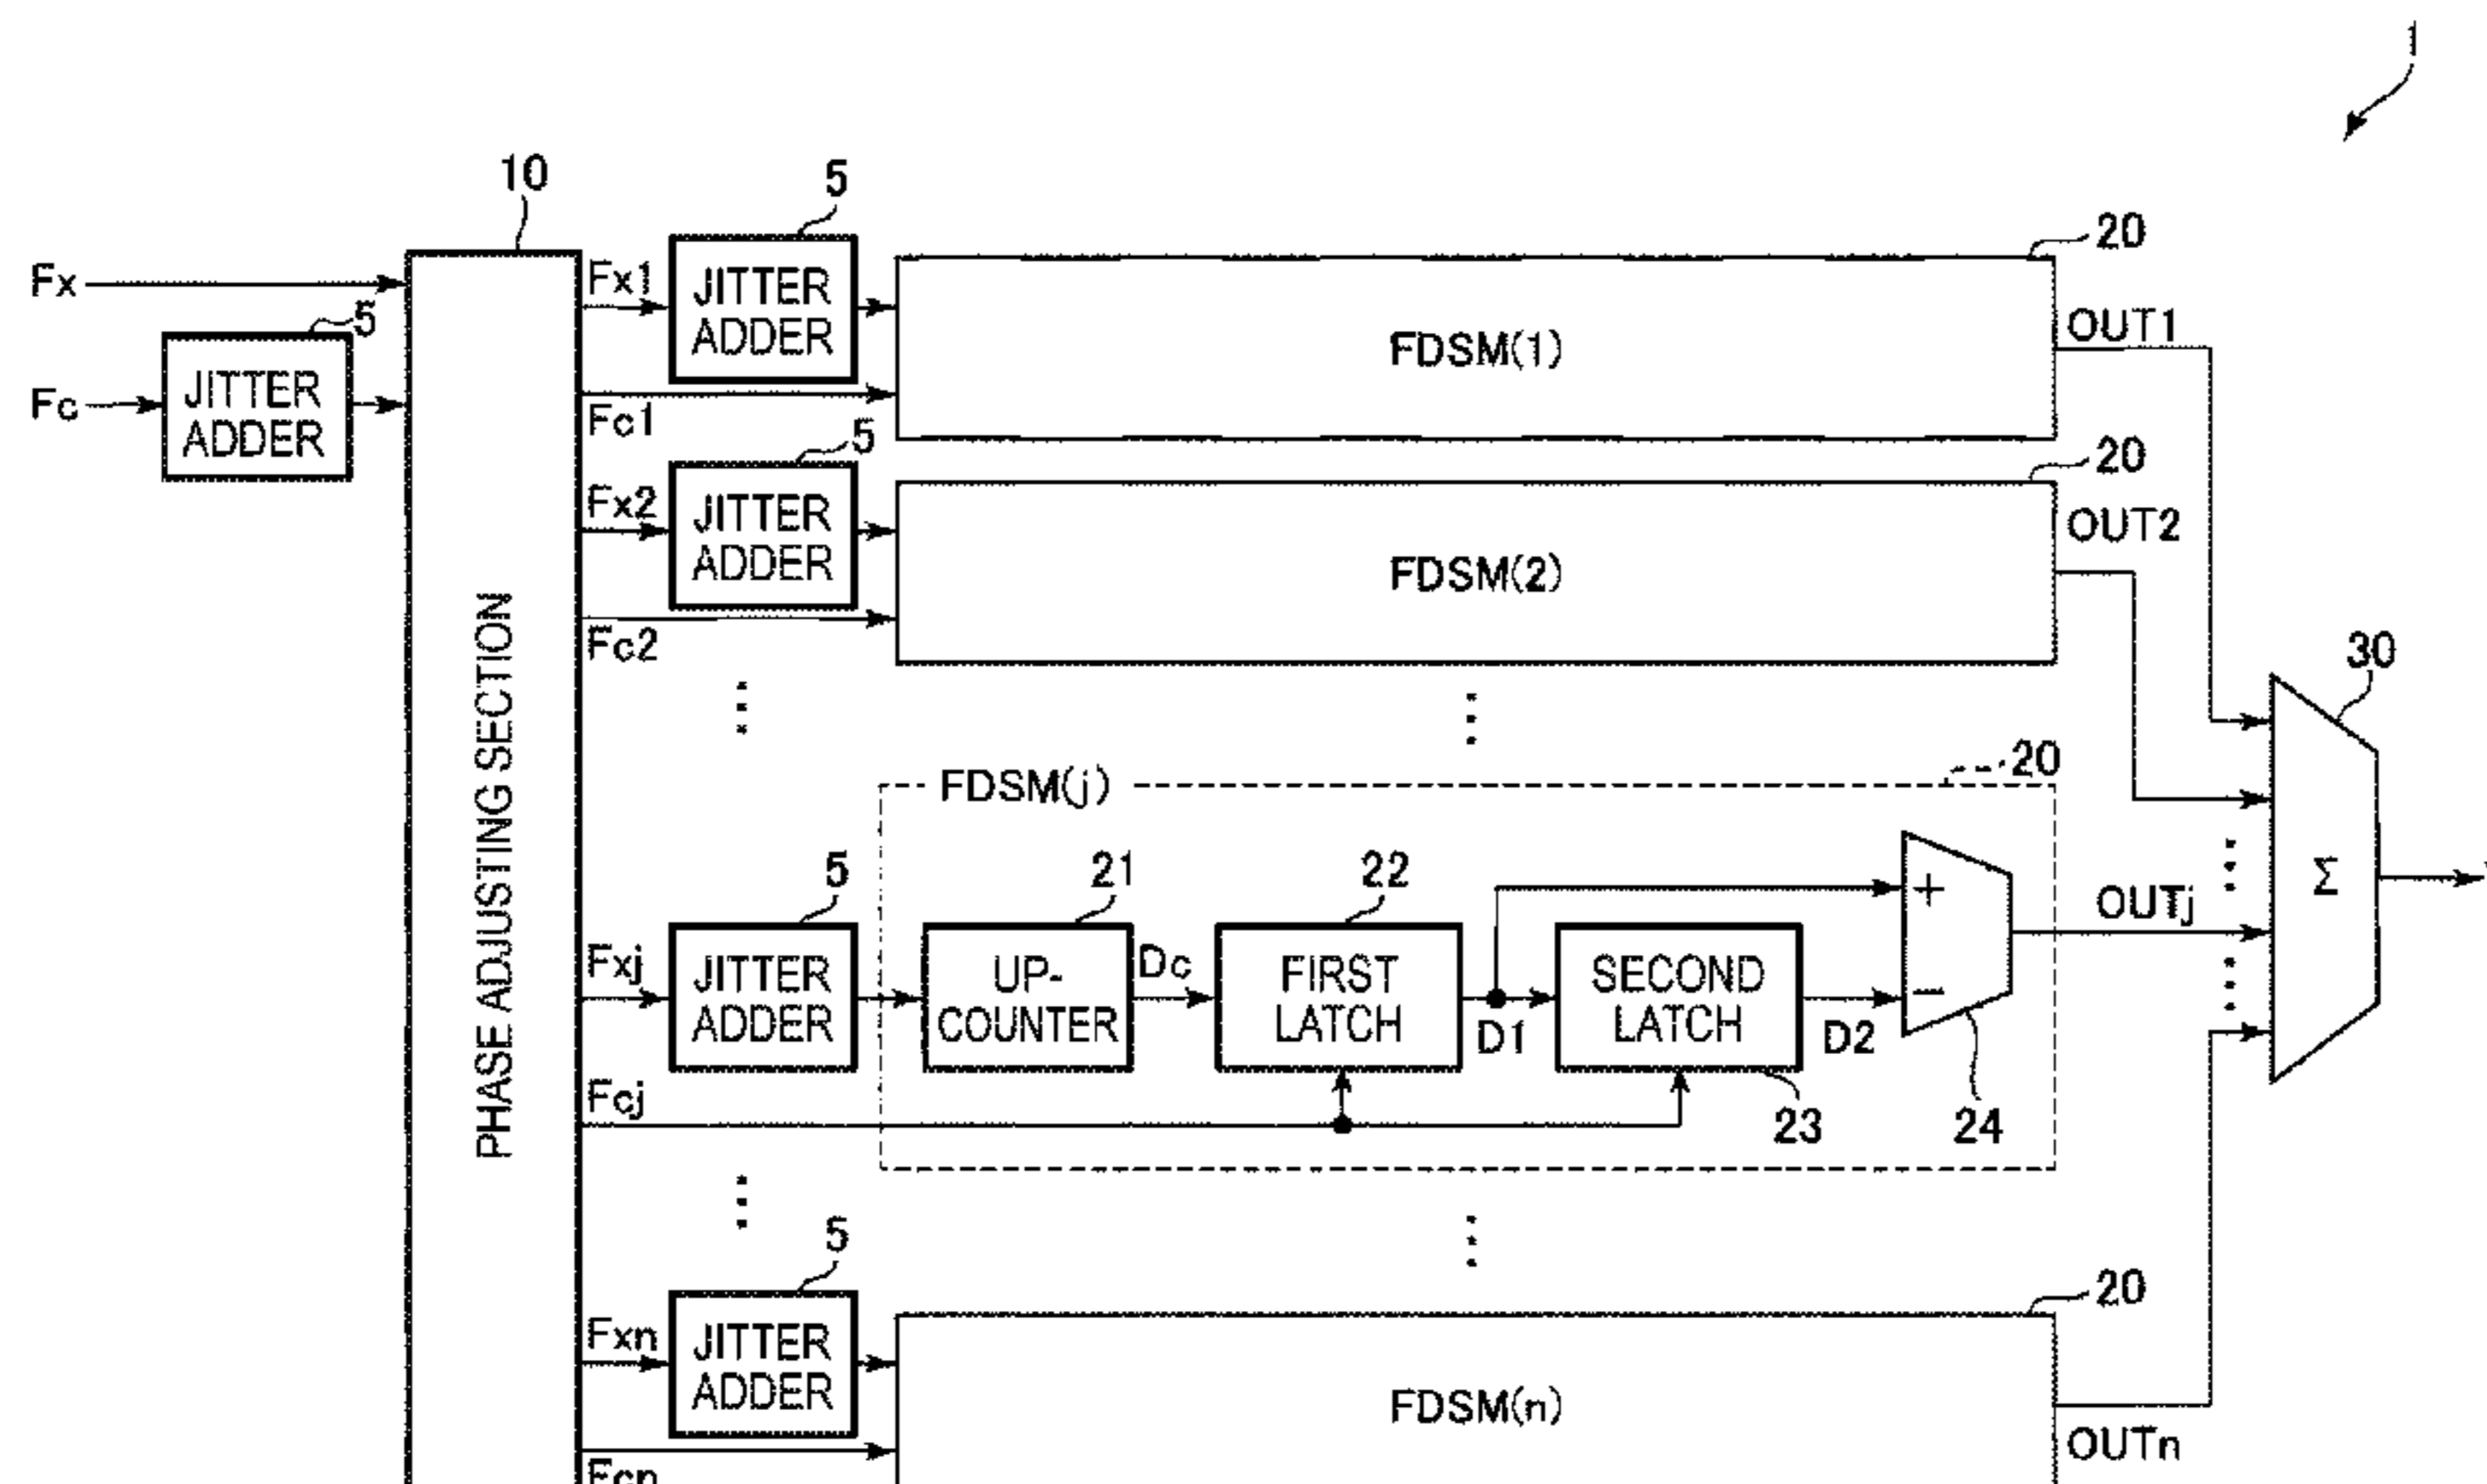 1
10
5
20
Fx
Fx1
JITTER
ADDER
FDSM(1)
OUT1
5
Fc
JITTER
ADDER
Fc1
5
20
Fx2
JITTER
ADDER
FDSM(2)
OUT2
Fc2
PHASE ADJUSTING SECTION
30
FDSM(j)
20
5
21
22
Fxj
JITTER
ADDER
UP-
COUNTER
Dc
FIRST
LATCH
D1
SECOND
LATCH
D2
+
−
OUTj
Σ
Fcj
23
24
5
20
Fxn
JITTER
ADDER
FDSM(n)
OUTn
Fcn